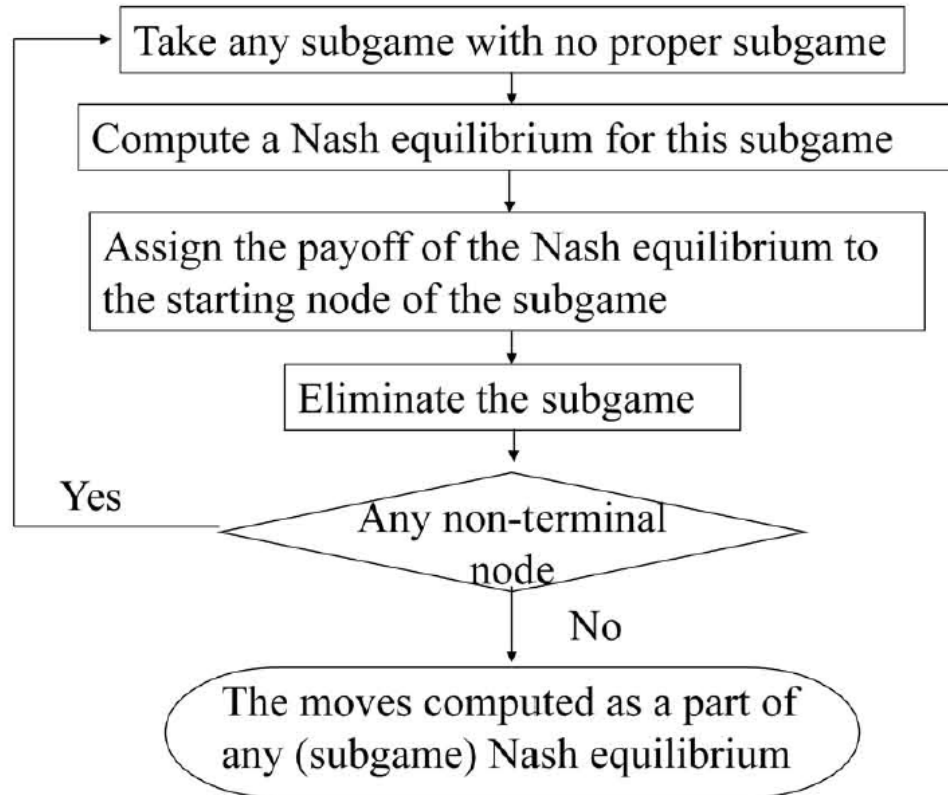 Take any subgame with no proper subgame
Compute a Nash equilibrium for this subgame
Assign the payoff of the Nash equilibrium to
the starting node of the subgame
Eliminate the subgame
Yes
Any non-terminal
node
No
The moves computed as a part of
any (subgame) Nash equilibrium